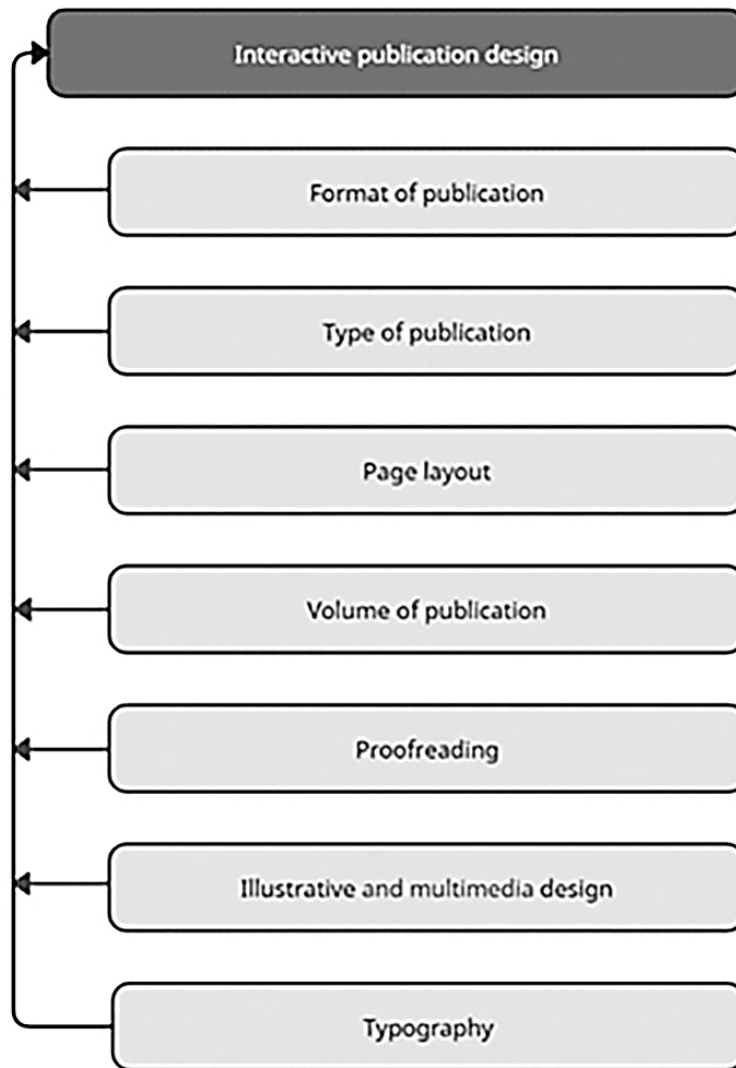 Interactive publication design
Format of publication
Type of publication
Page layout
Volume of publication
Proofreading
Illustrative and multimedia design
Typography